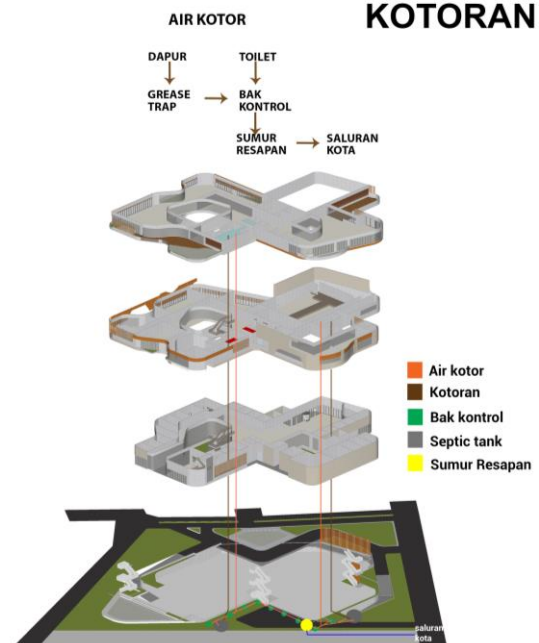 KOTORAN
AIR KOTOR
DAPUR
TOILET
GREASE
TRAP
BAK
KONTROL
SUMUR
RESAPAN
SALURAN
KOTA
Air kotor
Kotoran
Bak kontrol
Septic tank
Sumur Resapan
saluran
kota